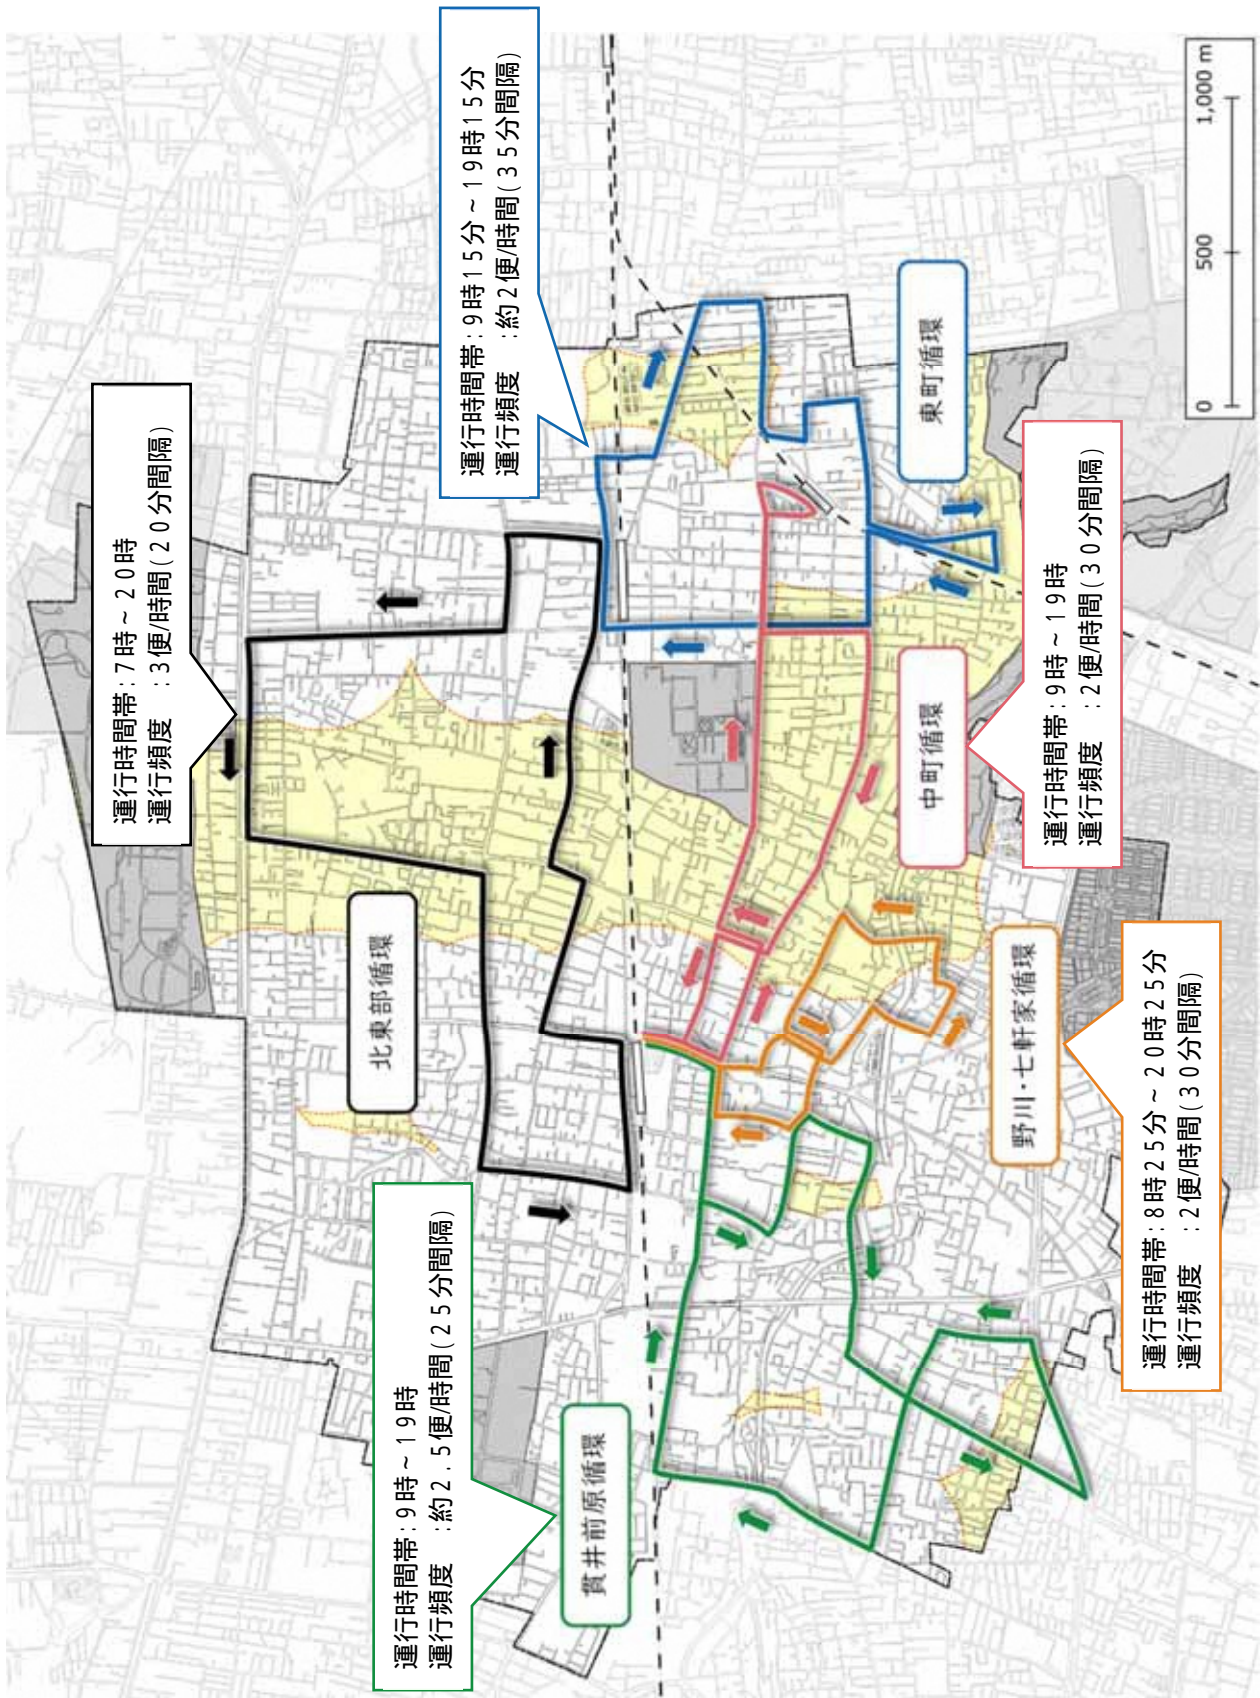 運行時間帯:7時~20時
運行頻度 :3便/時間(20分間隔)
運行時間帯:9時15分~19時15分
運行頻度 :約2便/時間(35分間隔)
北東部循環
運行時間帯:9時~19時
運行頻度 :約2.5便/時間(25分間隔)
貫井前原循環
東町循環
中町循環
運行時間帯:9時~19時
運行頻度 :2便/時間(30分間隔)
野川・七軒家循環
運行時間帯:8時25分~20時25分
運行頻度 :2便/時間(30分間隔)
0 500 1,000 m